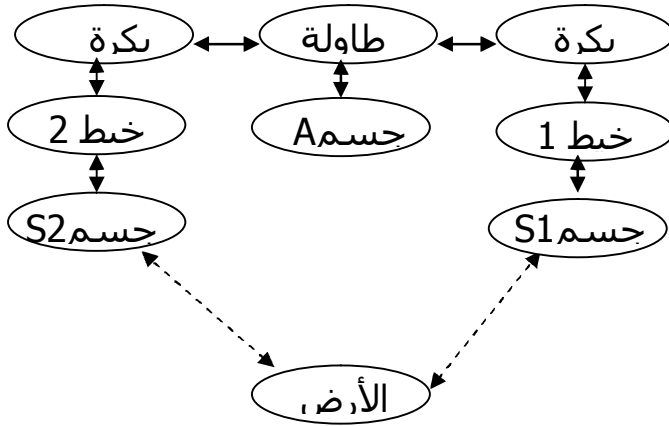 بكرة
طاولة
بكرة
خيط 1
جسمA
خيط 2
جسمS1
جسمS2
الأرض